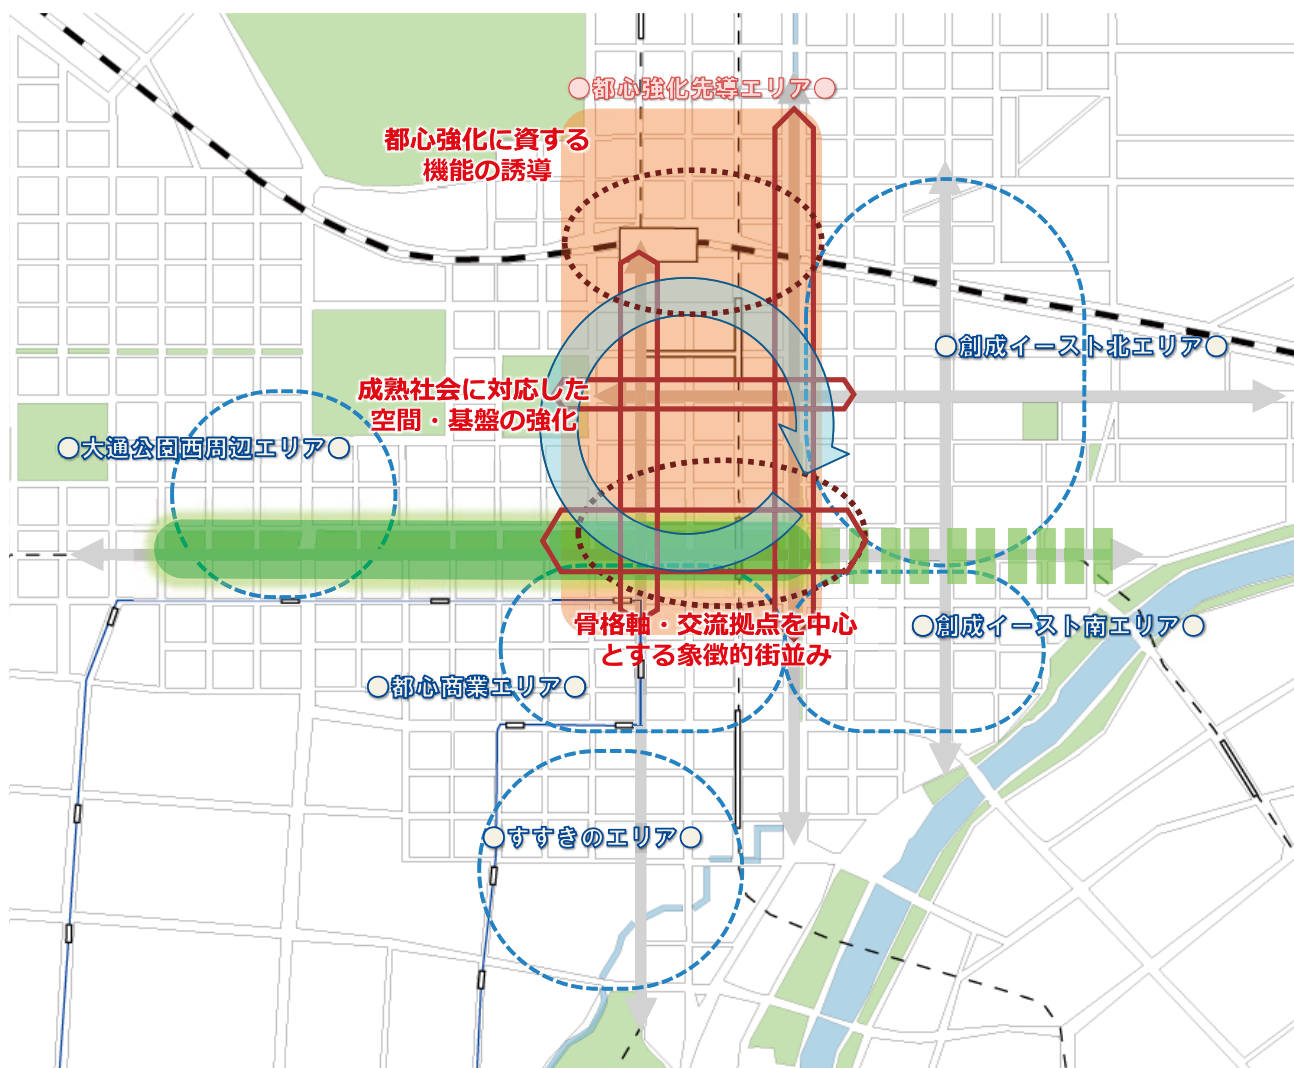 ○都心強化先導エリア○
都心強化に資する
機能の誘導
○創成イースト北エリア○
成熟社会に対応した
空間・基盤の強化
○大通公園西周辺エリア○
骨格軸・交流拠点を中心
とする象徴的街並み
○創成イースト南エリア○
○都心商業エリア○
○すすきのエリア○